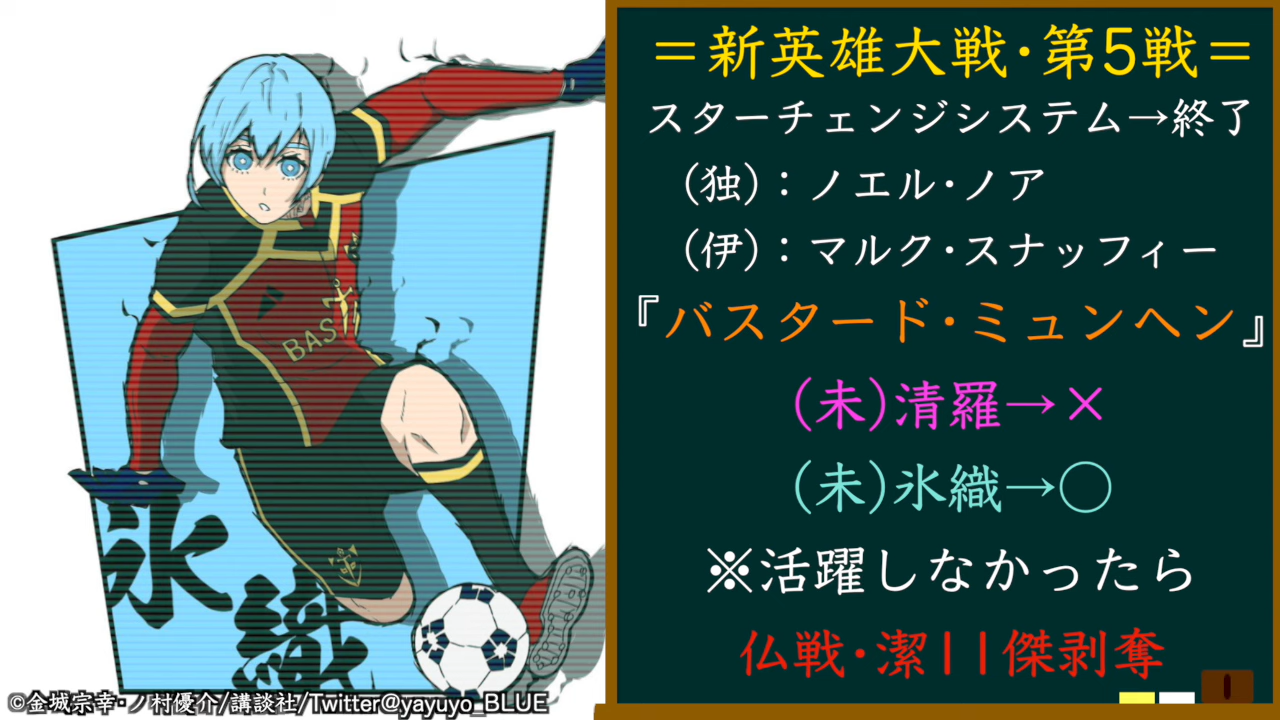 ＝新英雄大戦･第5戦＝
スターチェンジシステム→終了
(独)：ノエル･ノア
(伊)：マルク･スナッフィー
『バスタード･ミュンヘン』
(未)清羅→×
(未)氷織→○
※活躍しなかったら
仏戦･潔11傑剥奪
BAS
氷
織
©金城宗幸･ノ村優介/講談社/Twitter@yayuyo_BLUE